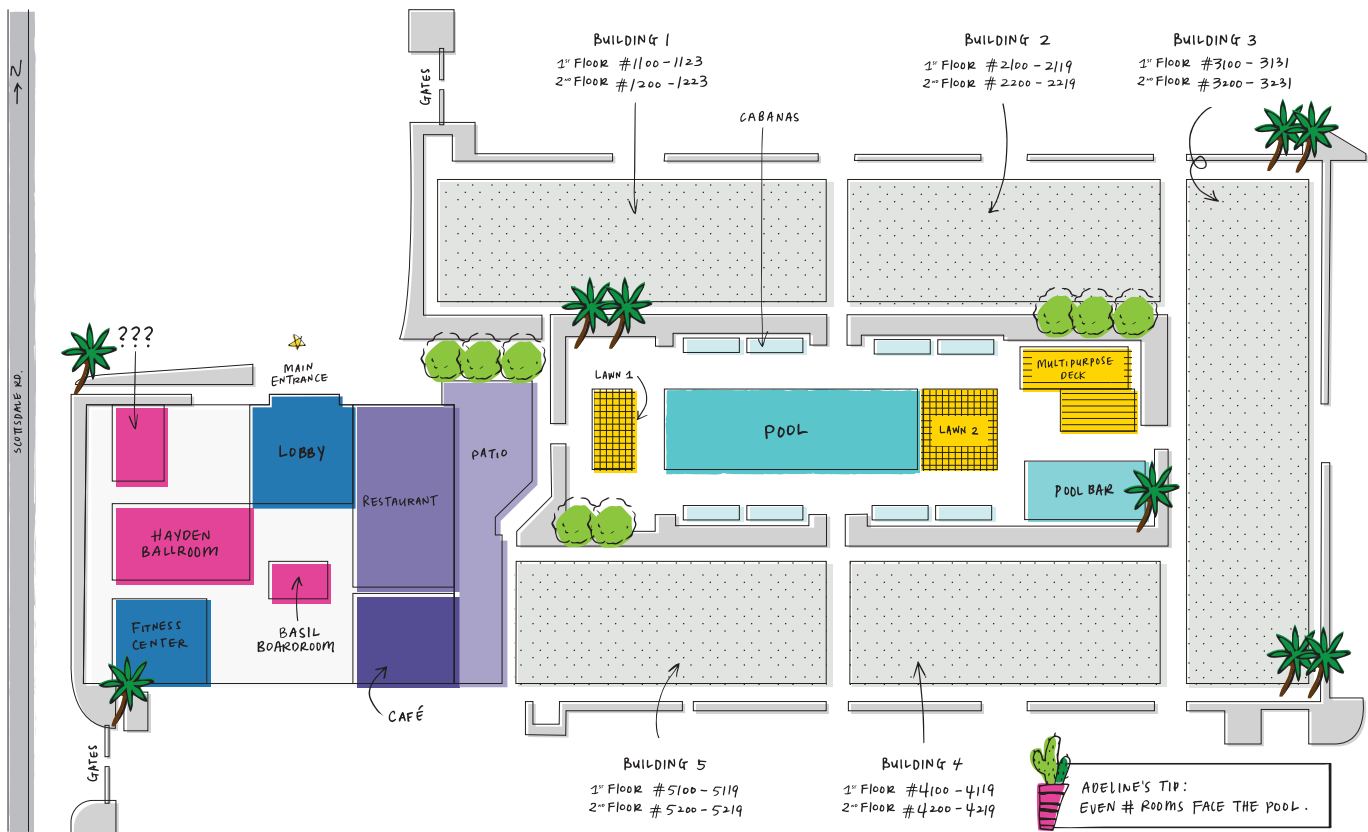 BUILDING 1
1ST FLOOR #1100-1123
2ND FLOOR #1200-1223
BUILDING 2
1ST FLOOR #2100-2119
2ND FLOOR #2200-2219
BUILDING 3
1ST FLOOR #3100-3131
2ND FLOOR #3200-3231
N
GATES
CABANAS
???
MAIN
ENTRANCE
SCOTTSDALE RD.
LOBBY
RESTAURANT
PATIO
LAWN 1
POOL
LAWN 2
MULTIPURPOSE
DECK
POOL BAR
HAYDEN
BALLROOM
FITNESS
CENTER
BASIL
BOARDROOM
CAFÉ
GATES
BUILDING 5
1ST FLOOR #5100-5119
2ND FLOOR #5200-5219
BUILDING 4
1ST FLOOR #4100-4119
2ND FLOOR #4200-4219
ADELINE'S TIP:
EVEN # ROOMS FACE THE POOL.